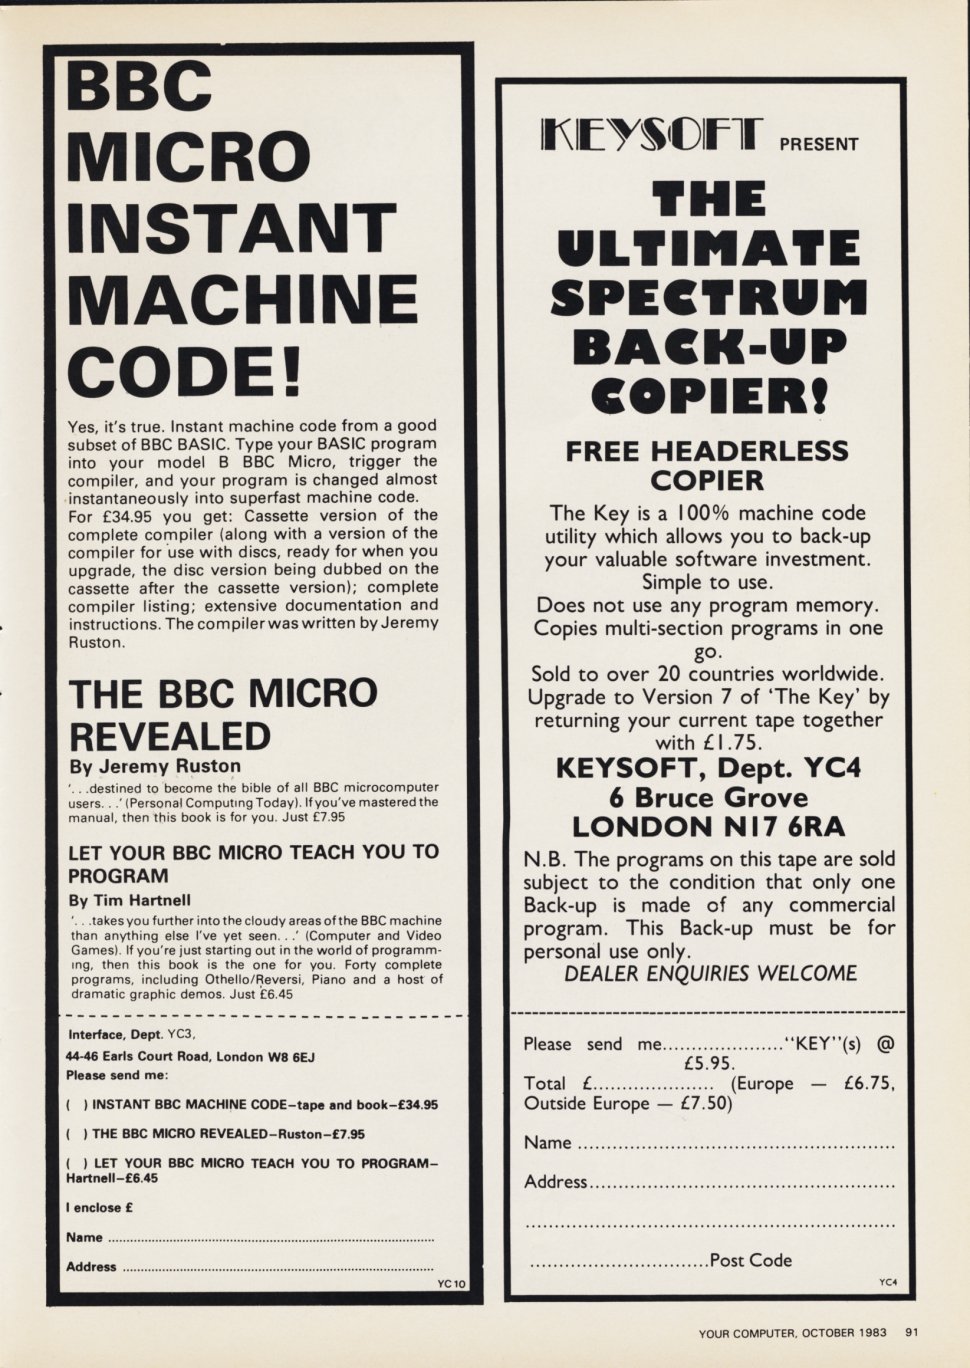 BBC
MICRO
INSTANT
MACHINE
CODE!
Yes, it's true. Instant machine code from a good
subset of BBC BASIC. Type your BASIC program
into your model B BBC Micro, trigger the
compiler, and your program is changed almost
instantaneously into superfast machine code.
For £34.95 you get: Cassette version of the
complete compiler (along with a version of the
compiler for use with discs, ready for when you
upgrade, the disc version being dubbed on the
cassette after the cassette version); complete
compiler listing; extensive documentation and
instructions. The compiler was written by Jeremy
Ruston.
THE BBC MICRO
REVEALED
By Jeremy Ruston
'. . .destined to become the bible of all BBC microcomputer
users. . .' (Personal Computing Today). If you've mastered the
manual, then this book is for you. Just £7.95
LET YOUR BBC MICRO TEACH YOU TO
PROGRAM
By Tim Hartnell
'. . .takes you further into the cloudy areas of the BBC machine
than anything else I've yet seen. . .' (Computer and Video
Games). If you're just starting out in the world of programm-
ing, then this book is the one for you. Forty complete
programs, including Othello/Reversi, Piano and a host of
dramatic graphic demos. Just £6.45
Interface, Dept. YC3,
44-46 Earls Court Road, London W8 6EJ
Please send me:
( ) INSTANT BBC MACHINE CODE–tape and book–£34.95
( ) THE BBC MICRO REVEALED–Ruston–£7.95
( ) LET YOUR BBC MICRO TEACH YOU TO PROGRAM–
Hartnell–£6.45
I enclose £
Name ..........
Address ..........
YC10
KEYSOFT PRESENT
THE
ULTIMATE
SPECTRUM
BACK-UP
COPIER!
FREE HEADERLESS
COPIER
The Key is a 100% machine code
utility which allows you to back-up
your valuable software investment.
Simple to use.
Does not use any program memory.
Copies multi-section programs in one
go.
Sold to over 20 countries worldwide.
Upgrade to Version 7 of 'The Key' by
returning your current tape together
with £1.75.
KEYSOFT, Dept. YC4
6 Bruce Grove
LONDON N17 6RA
N.B. The programs on this tape are sold
subject to the condition that only one
Back-up is made of any commercial
program. This Back-up must be for
personal use only.
DEALER ENQUIRIES WELCOME
Please send me.....................''KEY''(s) @
£5.95.
Total £..................... (Europe — £6.75,
Outside Europe — £7.50)
Name ..........
Address..........
..........
..........Post Code
YC4
YOUR COMPUTER, OCTOBER 1983 91